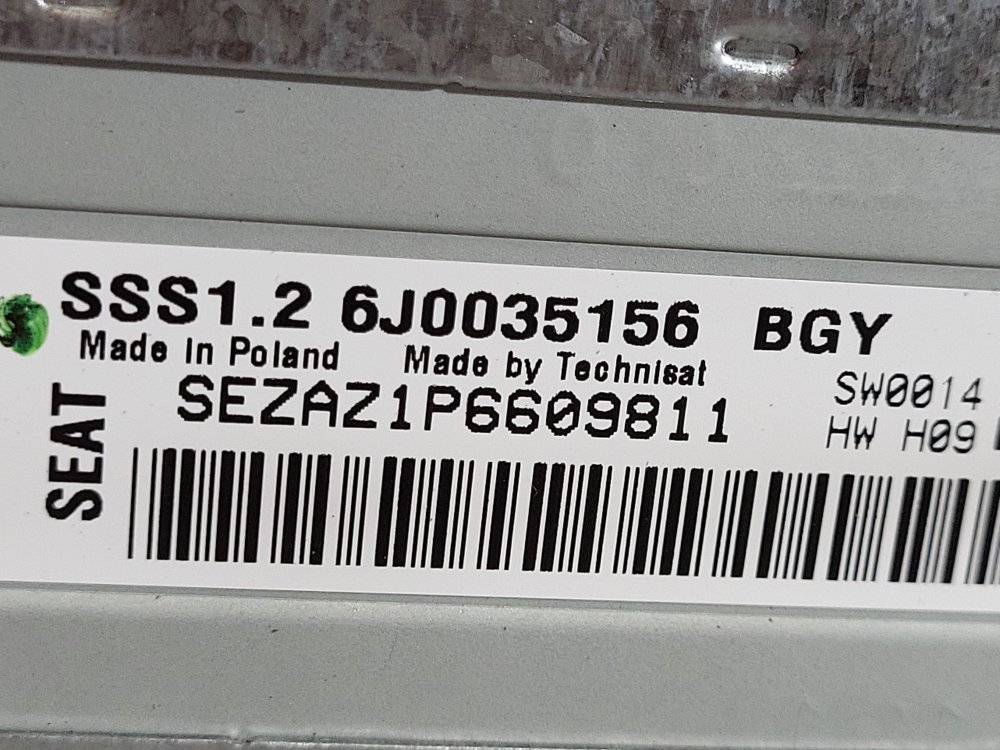 SSS1.2 6J0035156 BGY
Made In Poland Made by Technisat
SEZAZ1P6609811
SW0014
HW H09
SEAT